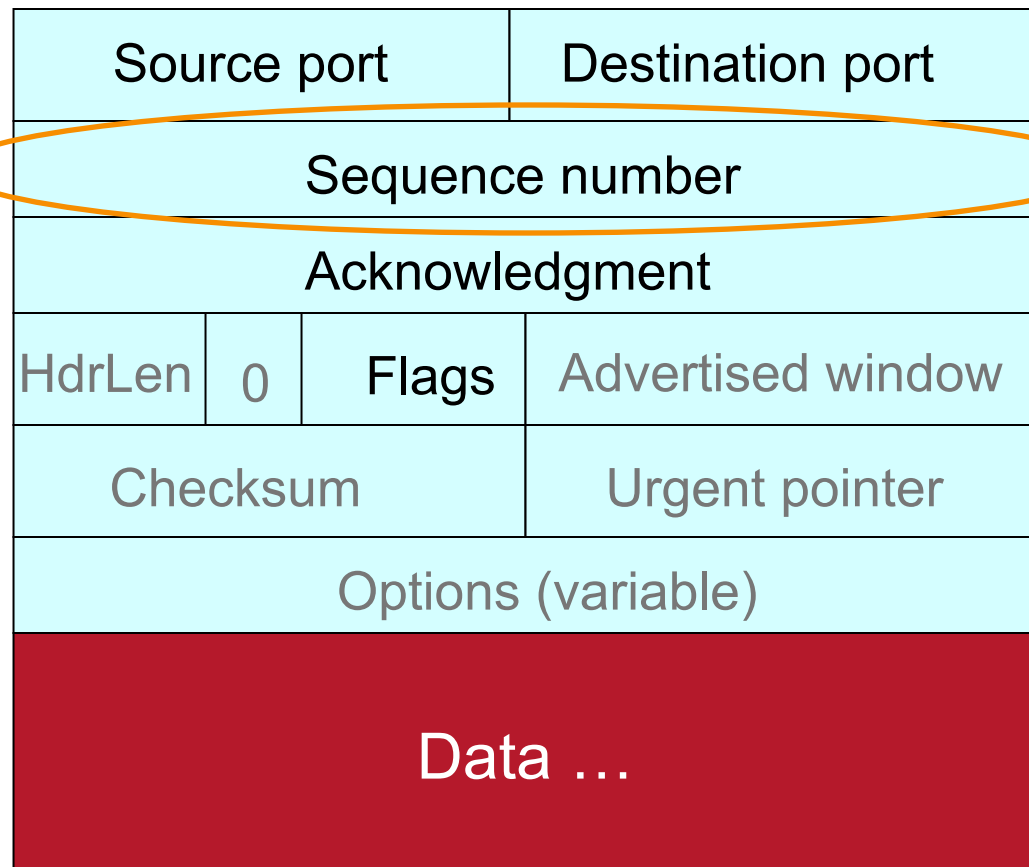 Source port Destination port
Sequence number
Acknowledgment
HdrLen 0 Flags Advertised window
Checksum Urgent pointer
Options (variable)
Data …